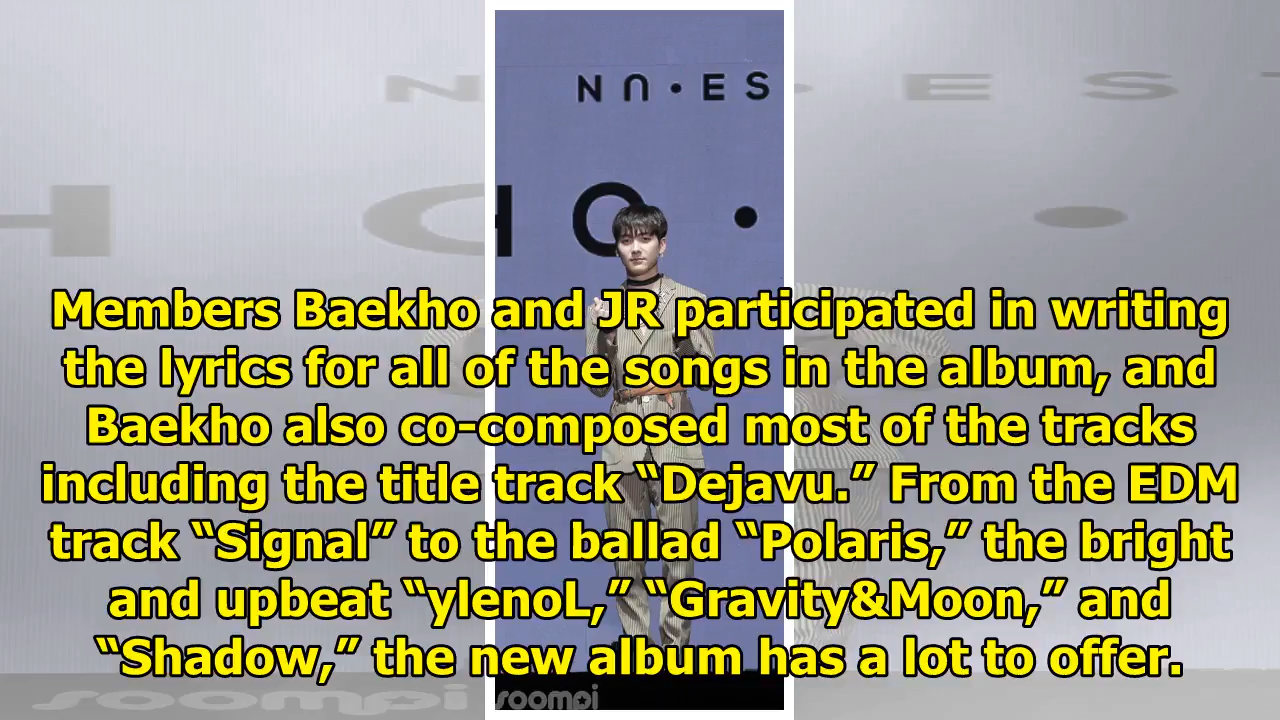 NU•ES
HO•
Members Baekho and JR participated in writing
the lyrics for all of the songs in the album, and
Baekho also co-composed most of the tracks
including the title track “Dejavu.” From the EDM
track “Signal” to the ballad “Polaris,” the bright
and upbeat “ylenoL,” “Gravity&Moon,” and
“Shadow,” the new album has a lot to offer.
soompi
soompi